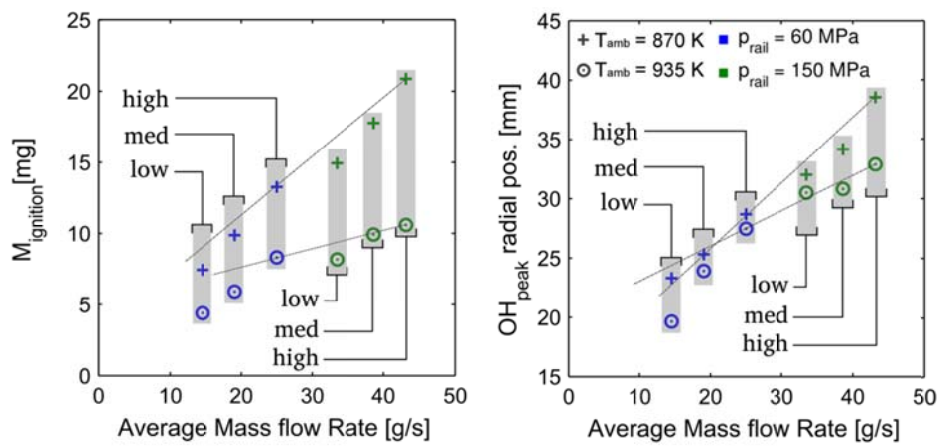 25
20
15
10
5
0
M_ignition[mg]
high
med
low
low
med
high
0 10 20 30 40 50
Average Mass flow Rate [g/s]
40
35
30
25
20
15
OH_peak radial pos. [mm]
+ T_amb = 870 K
p_rail = 60 MPa
⊙ T_amb = 935 K
p_rail = 150 MPa
high
med
low
low
med
high
0 10 20 30 40 50
Average Mass flow Rate [g/s]